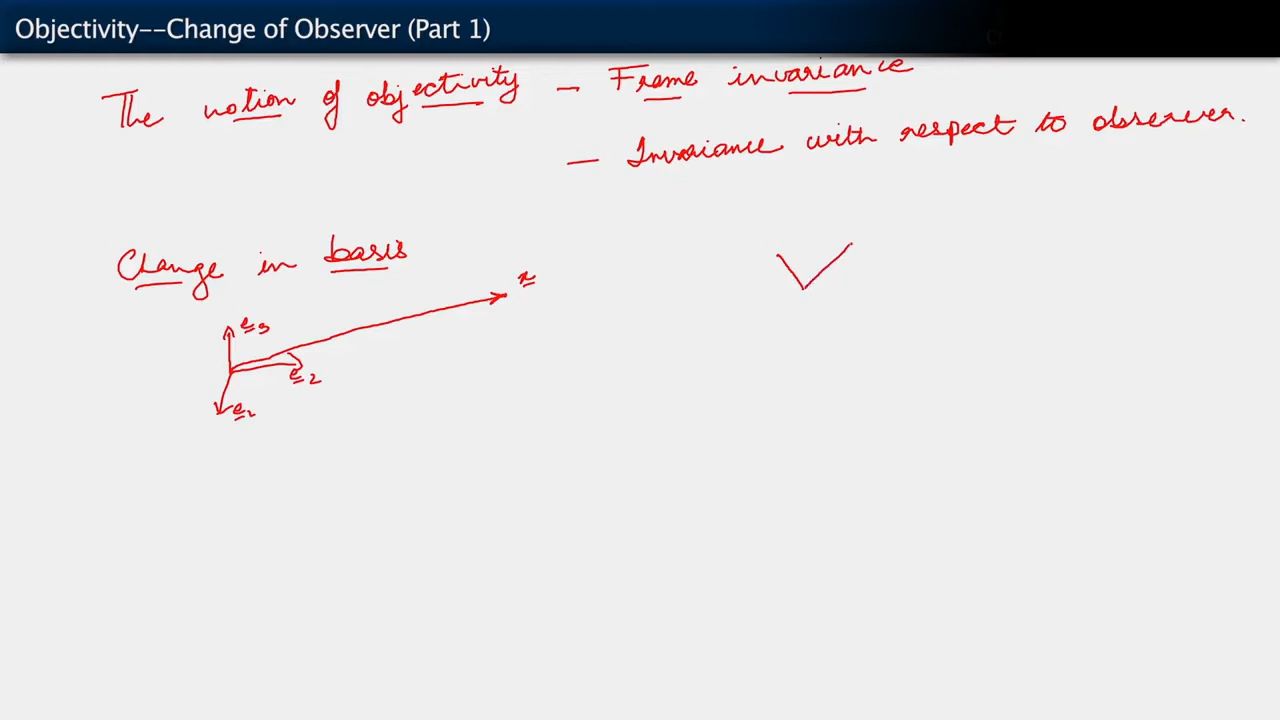 Objectivity--Change of Observer (Part 1)
The notion of objectivity — Frame invariance
— Invariance with respect to observer.
Change in basis
x
e3
e2
e1